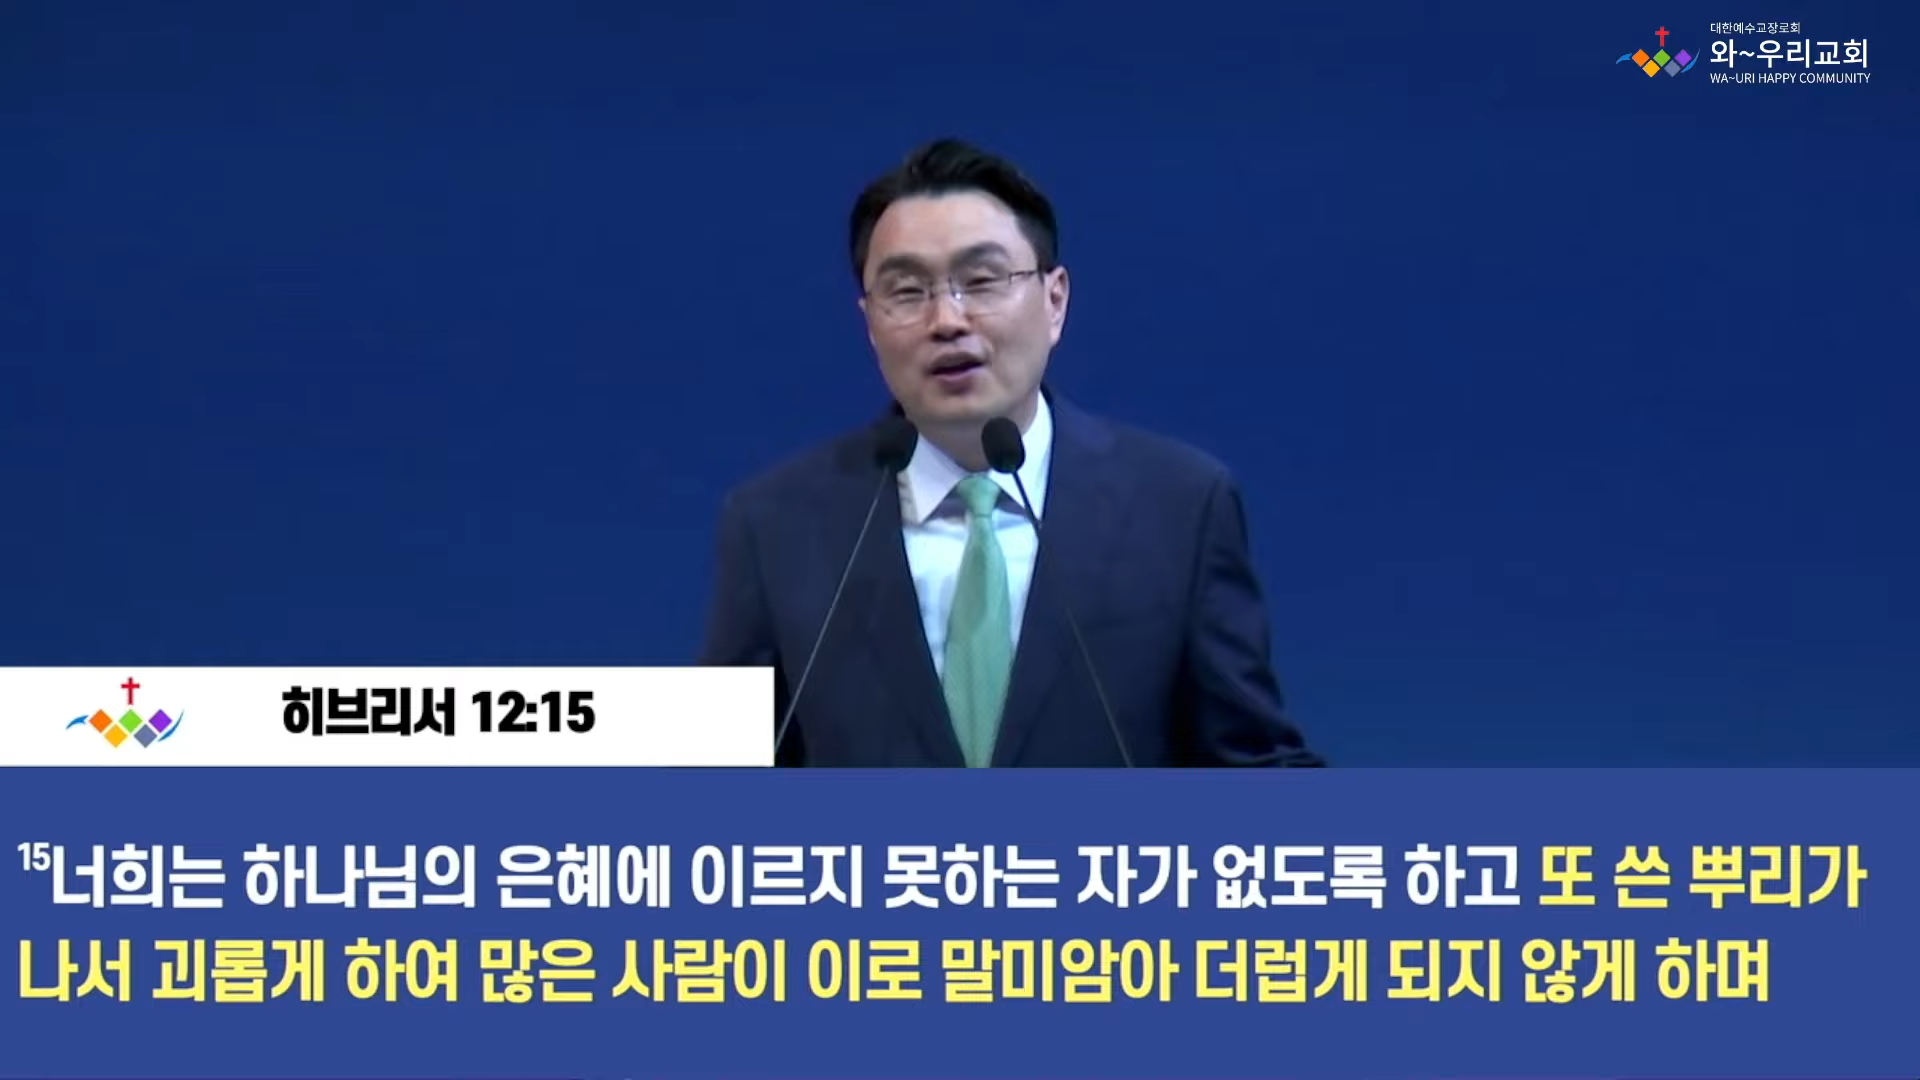 대한예수교장로회
와~우리교회
WA~URI HAPPY COMMUNITY
히브리서 12:15
15너희는 하나님의 은혜에 이르지 못하는 자가 없도록 하고 또 쓴 뿌리가
나서 괴롭게 하여 많은 사람이 이로 말미암아 더럽게 되지 않게 하며